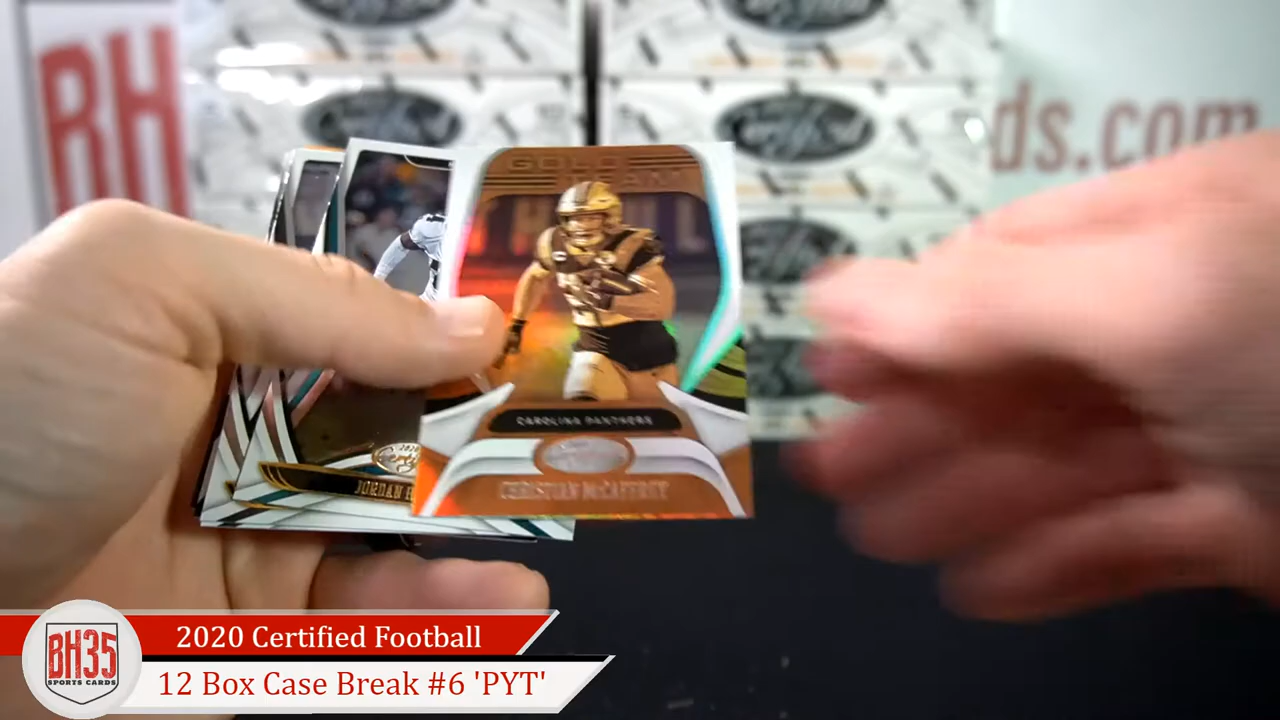 BH
ds.com
GOLD
TEAM
CAROLINA PANTHERS
CHRISTIAN McCAFFREY
JORDAN
BH35
SPORTS CARDS
2020 Certified Football
12 Box Case Break #6 'PYT'